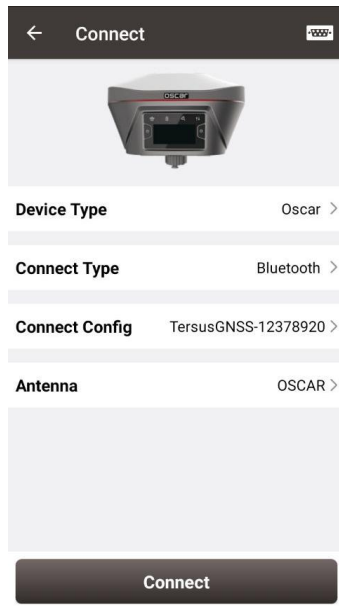 Connect
OSCAR
Device Type Oscar
Connect Type Bluetooth
Connect Config TersusGNSS-12378920
Antenna OSCAR
Connect